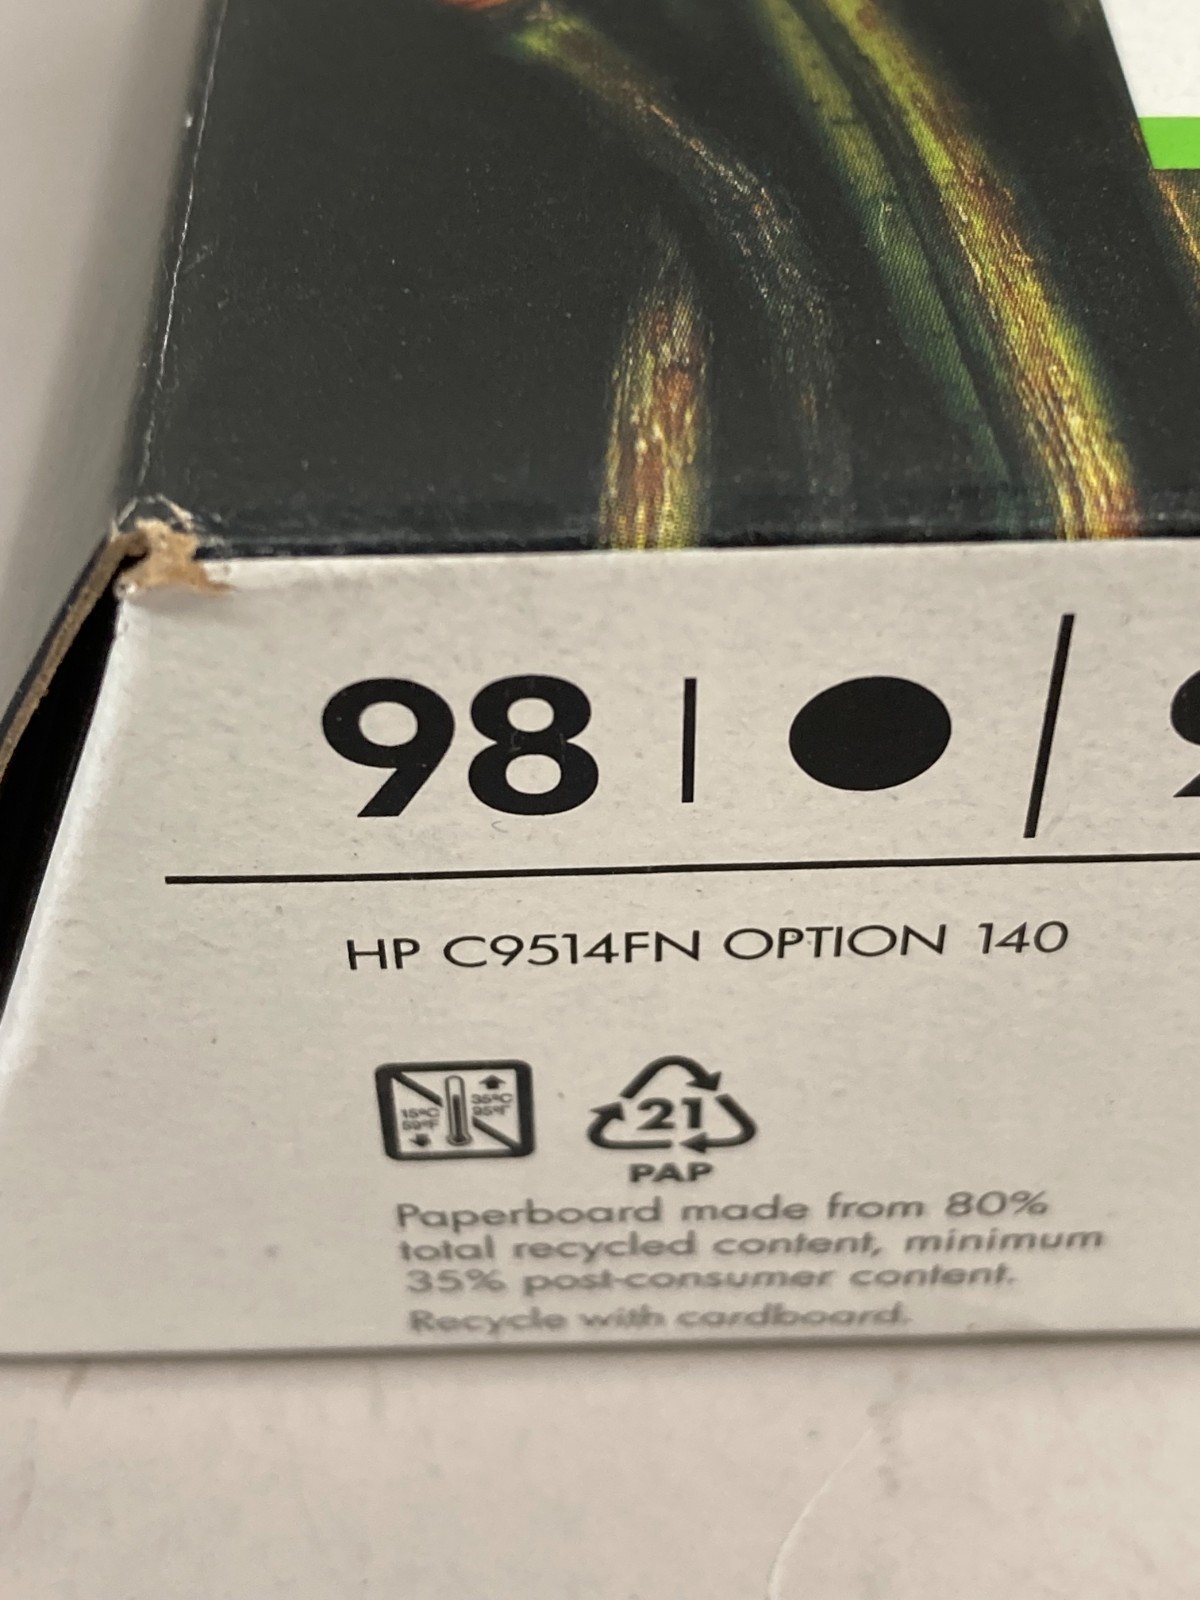 98 | ● / 9
HP C9514FN OPTION 140
15°C 59°F 35°C 95°F
21
PAP
Paperboard made from 80%
total recycled content, minimum
35% post-consumer content.
Recycle with cardboard.